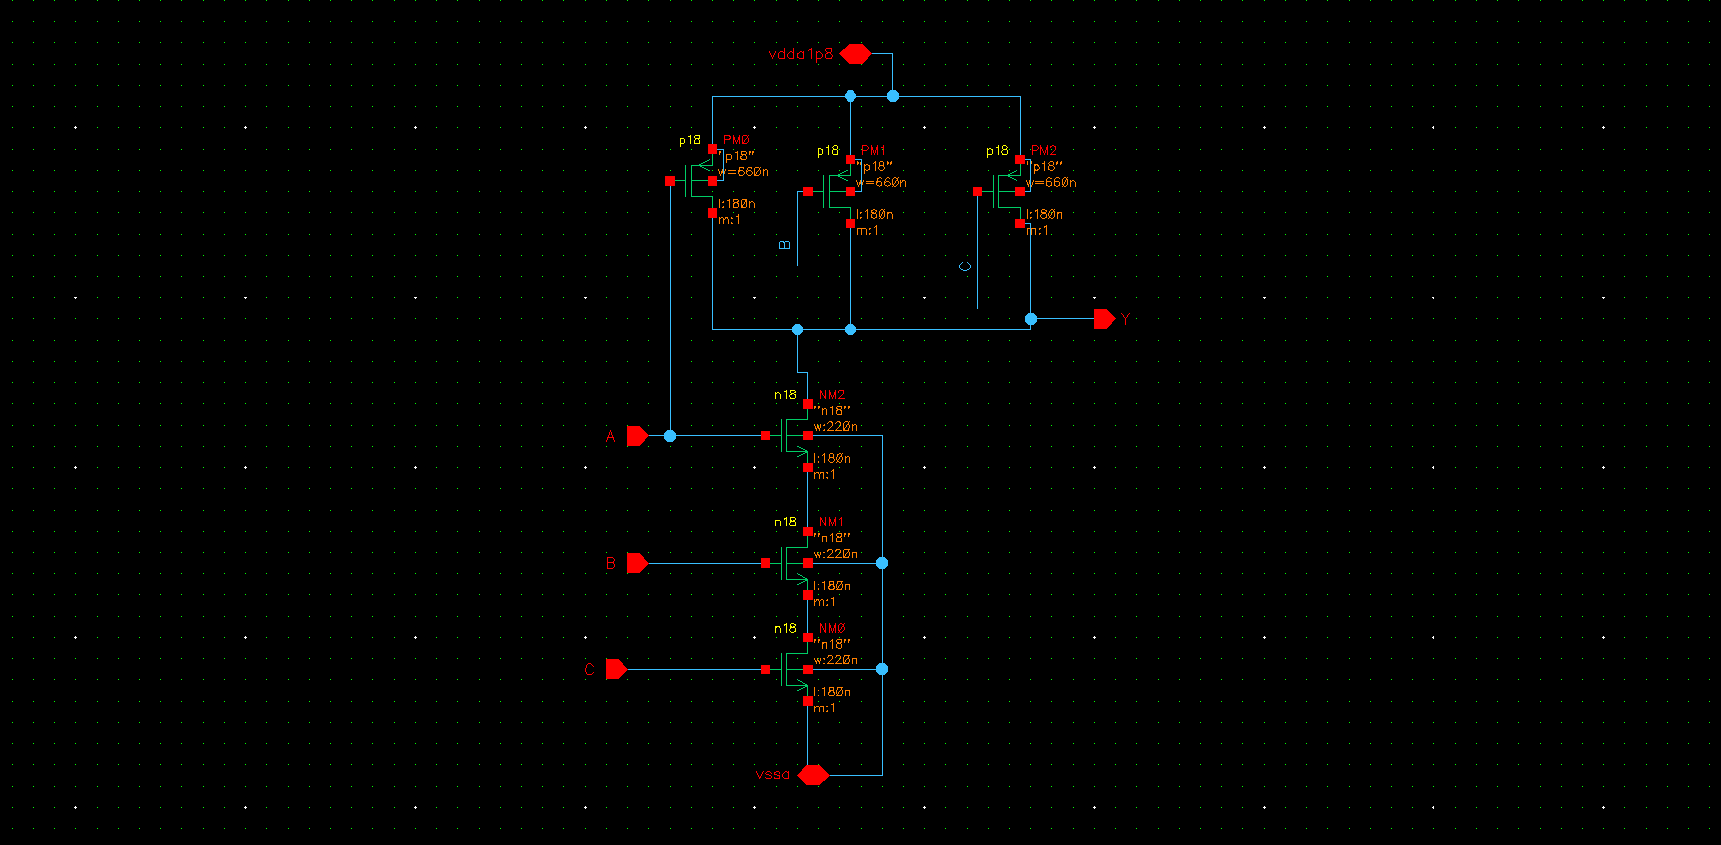 vdda1p8
p18 PM0
"p18"
w=660n
l:180n
m:1
p18 PM1
"p18"
w=660n
l:180n
m:1
p18 PM2
"p18"
w=660n
l:180n
m:1
B
C
Y
n18 NM2
"n18"
w:220n
l:180n
m:1
A
n18 NM1
"n18"
w:220n
l:180n
m:1
B
n18 NM0
"n18"
w:220n
l:180n
m:1
C
vssa